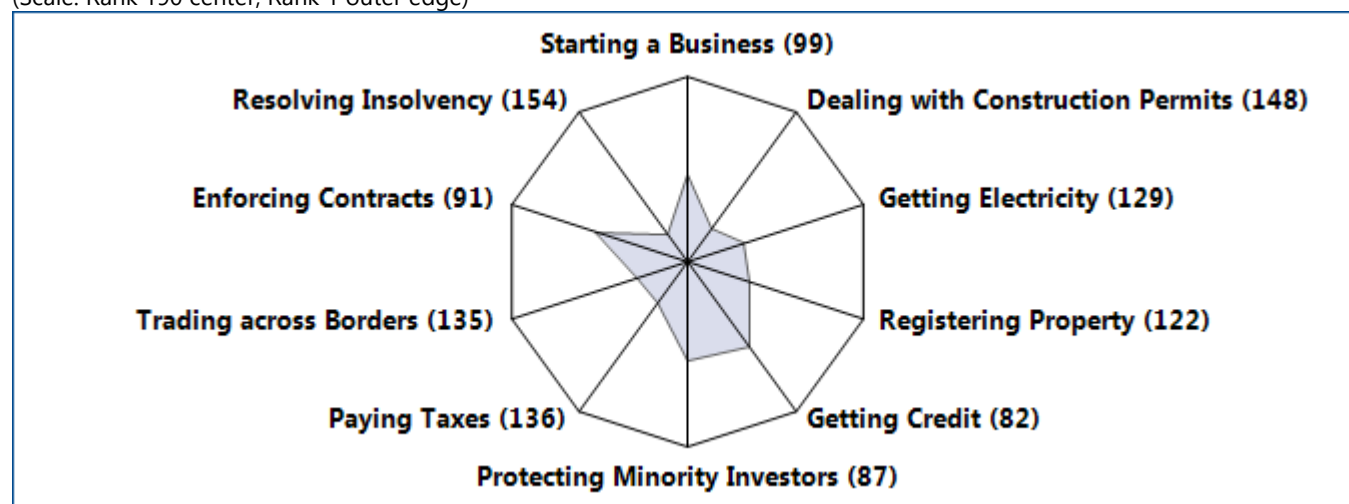 (Scale: Rank 190 center, Rank 1 outer edge)
Starting a Business (99)
Resolving Insolvency (154)
Dealing with Construction Permits (148)
Enforcing Contracts (91)
Getting Electricity (129)
Trading across Borders (135)
Registering Property (122)
Paying Taxes (136)
Getting Credit (82)
Protecting Minority Investors (87)